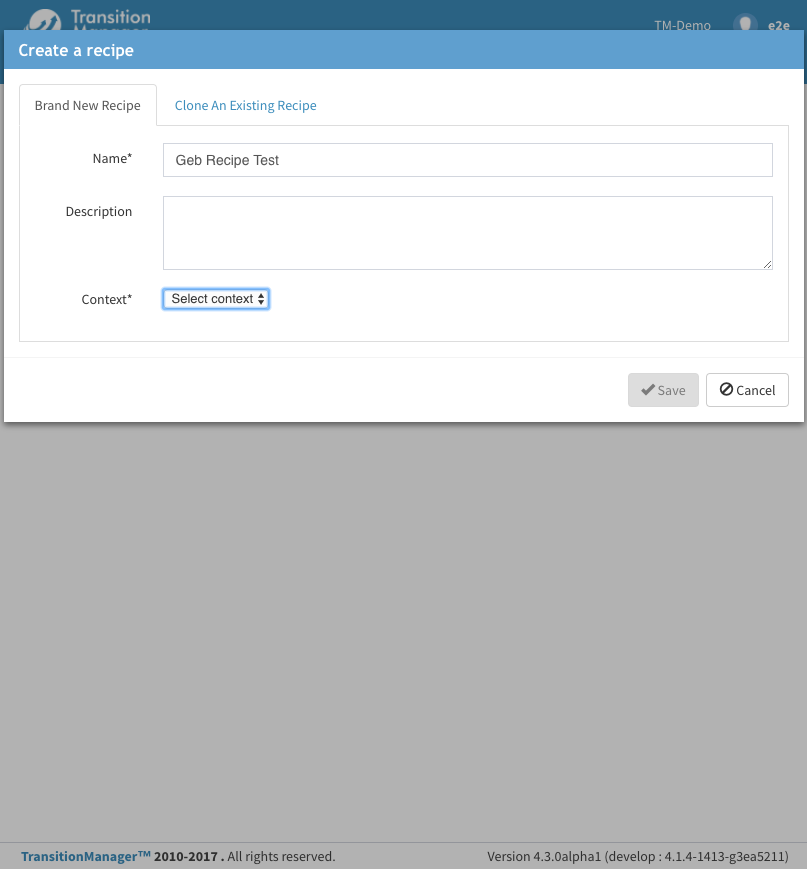 Transition
Manager
TM-Demo
e2e
Create a recipe
Brand New Recipe
Clone An Existing Recipe
Name*
Geb Recipe Test
Description
Context*
Select context
Save
Cancel
TransitionManager™ 2010-2017 . All rights reserved.
Version 4.3.0alpha1 (develop : 4.1.4-1413-g3ea5211)